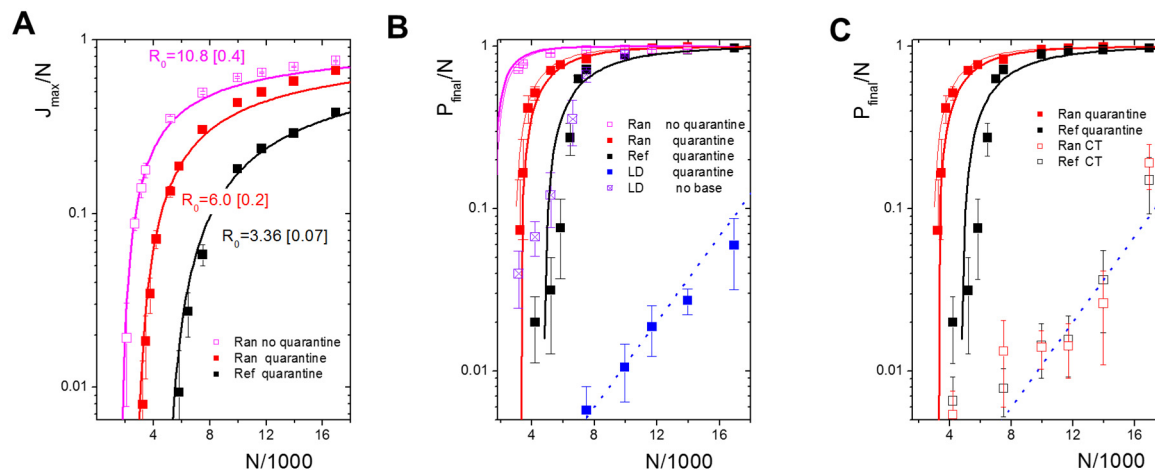 A
J_max/N
1
0.1
0.01
R_0=10.8 [0.4]
R_0=6.0 [0.2]
R_0=3.36 [0.07]
Ran no quarantine
Ran quarantine
Ref quarantine
4 8 12 16
N/1000
B
P_final/N
1
0.1
0.01
Ran no quarantine
Ran quarantine
Ref quarantine
LD quarantine
LD no base
4 8 12 16
N/1000
C
P_final/N
1
0.1
0.01
Ran quarantine
Ref quarantine
Ran CT
Ref CT
4 8 12 16
N/1000